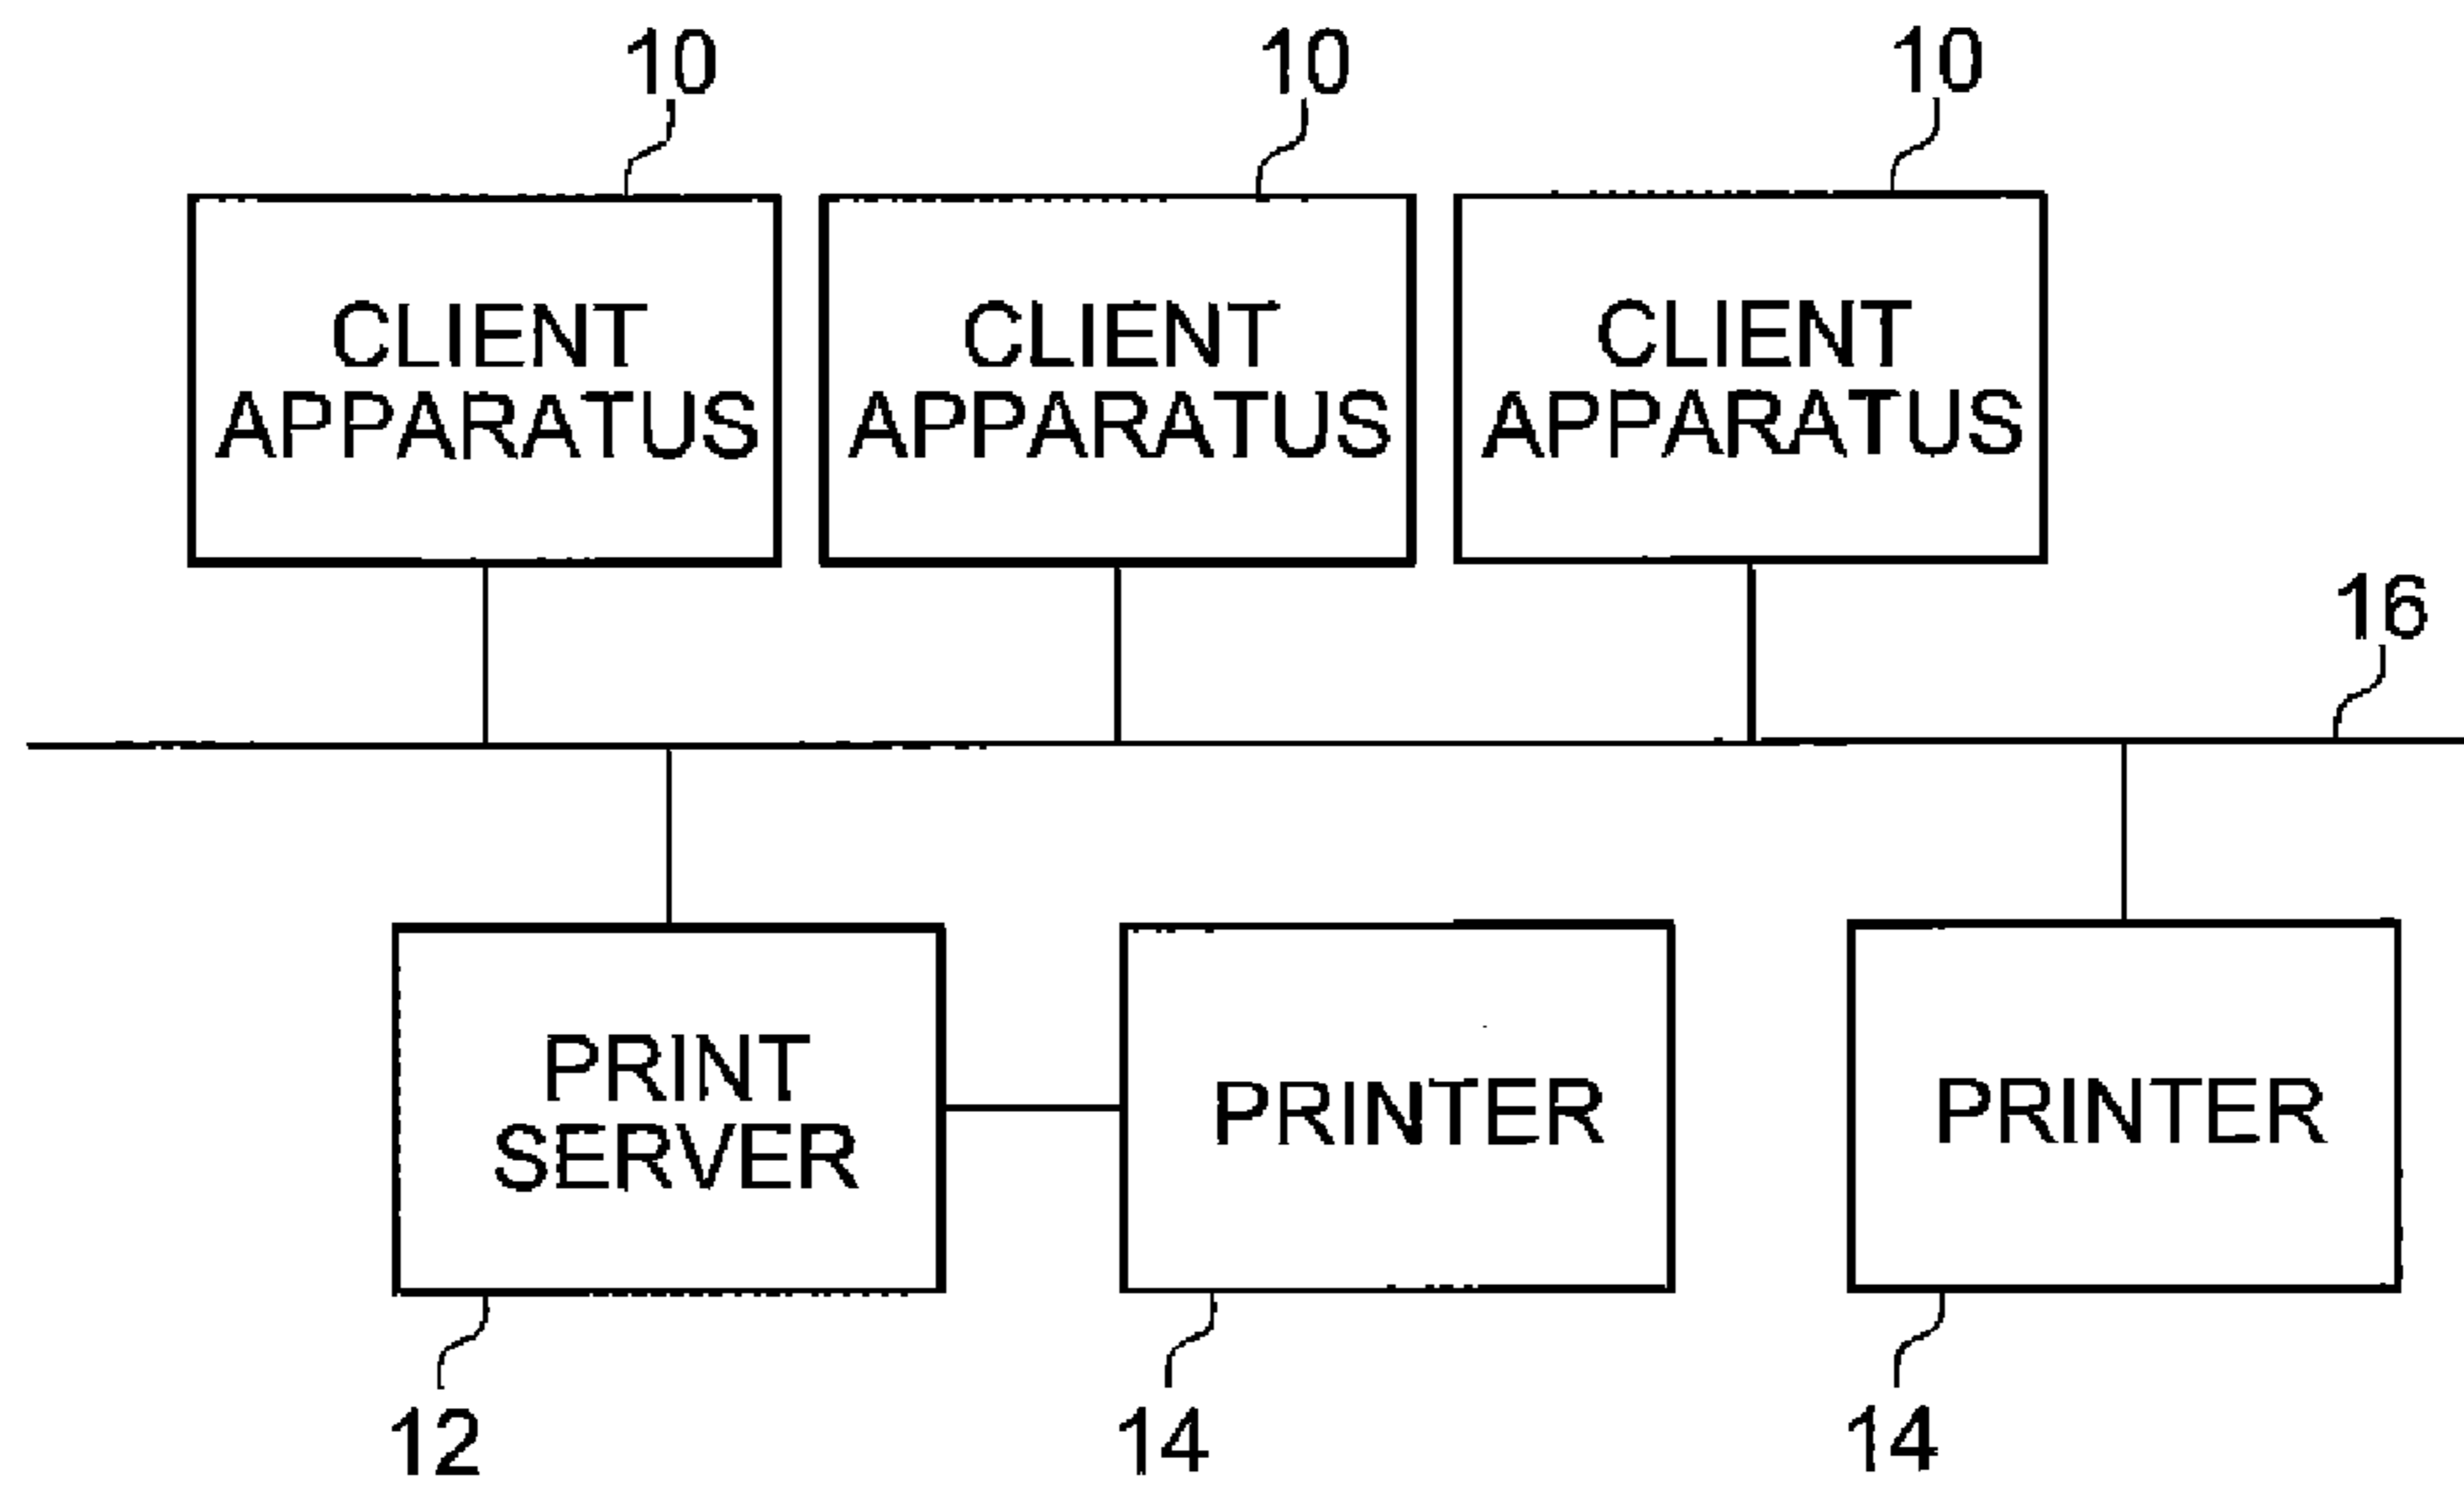 10
10
10
CLIENT
APPARATUS
CLIENT
APPARATUS
CLIENT
APPARATUS
16
PRINT
SERVER
PRINTER
PRINTER
12
14
14